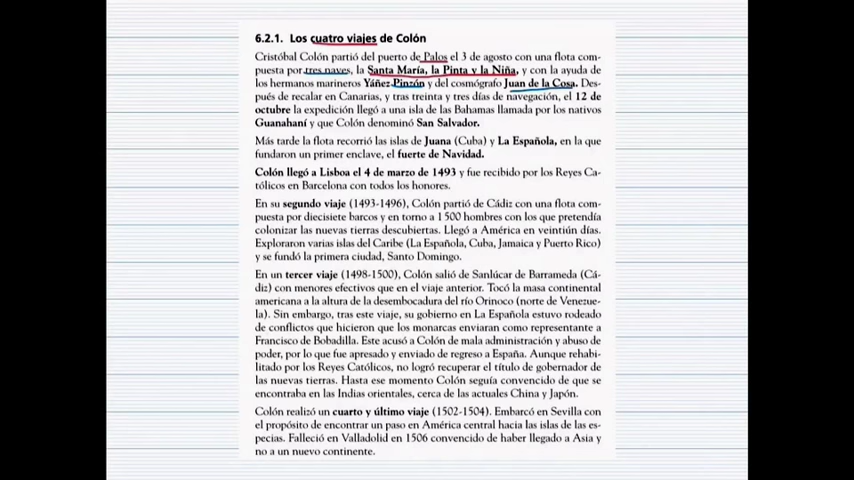 6.2.1. Los cuatro viajes de Colón
Cristóbal Colón partió del puerto de Palos el 3 de agosto con una flota com-
puesta por tres naves, la Santa María, la Pinta y la Niña, y con la ayuda de
los hermanos marineros Yáñez Pinzón y del cosmógrafo Juan de la Cosa. Des-
pués de recalar en Canarias, y tras treinta y tres días de navegación, el 12 de
octubre la expedición llegó a una isla de las Bahamas llamada por los nativos
Guanahaní y que Colón denominó San Salvador.
Más tarde la flota recorrió las islas de Juana (Cuba) y La Española, en la que
fundaron un primer enclave, el fuerte de Navidad.
Colón llegó a Lisboa el 4 de marzo de 1493 y fue recibido por los Reyes Ca-
tólicos en Barcelona con todos los honores.
En su segundo viaje (1493-1496), Colón partió de Cádiz con una flota com-
puesta por diecisiete barcos y en torno a 1 500 hombres con los que pretendía
colonizar las nuevas tierras descubiertas. Llegó a América en veintiún días.
Exploraron varias islas del Caribe (La Española, Cuba, Jamaica y Puerto Rico)
y se fundó la primera ciudad, Santo Domingo.
En un tercer viaje (1498-1500), Colón salió de Sanlúcar de Barrameda (Cá-
diz) con menores efectivos que en el viaje anterior. Tocó la masa continental
americana a la altura de la desembocadura del río Orinoco (norte de Venezue-
la). Sin embargo, tras este viaje, su gobierno en La Española estuvo rodeado
de conflictos que hicieron que los monarcas enviaran como representante a
Francisco de Bobadilla. Este acusó a Colón de mala administración y abuso de
poder, por lo que fue apresado y enviado de regreso a España. Aunque rehabi-
litado por los Reyes Católicos, no logró recuperar el título de gobernador de
las nuevas tierras. Hasta ese momento Colón seguía convencido de que se
encontraba en las Indias orientales, cerca de las actuales China y Japón.
Colón realizó un cuarto y último viaje (1502-1504). Embarcó en Sevilla con
el propósito de encontrar un paso en América central hacia las islas de las es-
pecias. Falleció en Valladolid en 1506 convencido de haber llegado a Asia y
no a un nuevo continente.